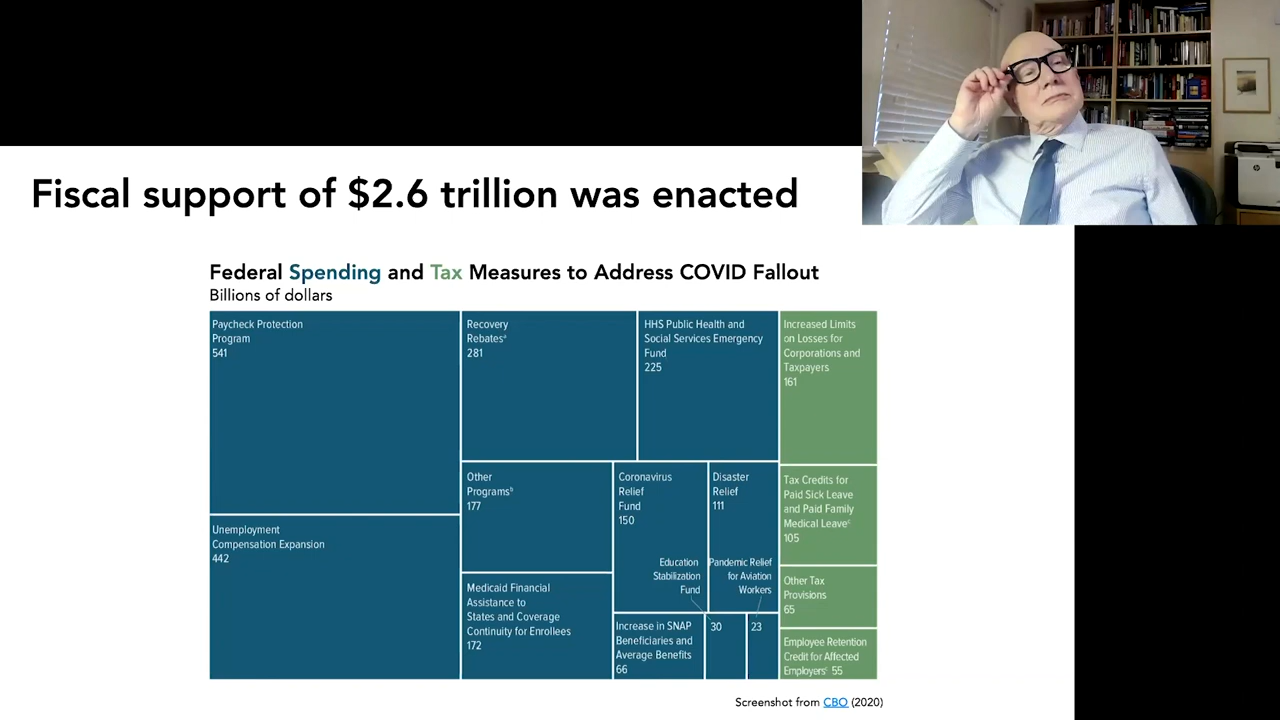 Fiscal support of $2.6 trillion was enacted
Federal Spending and Tax Measures to Address COVID Fallout
Billions of dollars
Paycheck Protection
Program
541
Unemployment
Compensation Expansion
442
Recovery
Rebatesᵃ
281
HHS Public Health and
Social Services Emergency
Fund
225
Other
Programsᵇ
177
Medicaid Financial
Assistance to
States and Coverage
Continuity for Enrollees
172
Coronavirus
Relief
Fund
150
Disaster
Relief
111
Education
Stabilization
Fund
30
Pandemic Relief
for Aviation
Workers
23
Increase in SNAP
Beneficiaries and
Average Benefits
66
Increased Limits
on Losses for
Corporations and
Taxpayers
161
Tax Credits for
Paid Sick Leave
and Paid Family
Medical Leaveᶜ
105
Other Tax
Provisions
65
Employee Retention
Credit for Affected
Employersᶜ 55
Screenshot from CBO (2020)